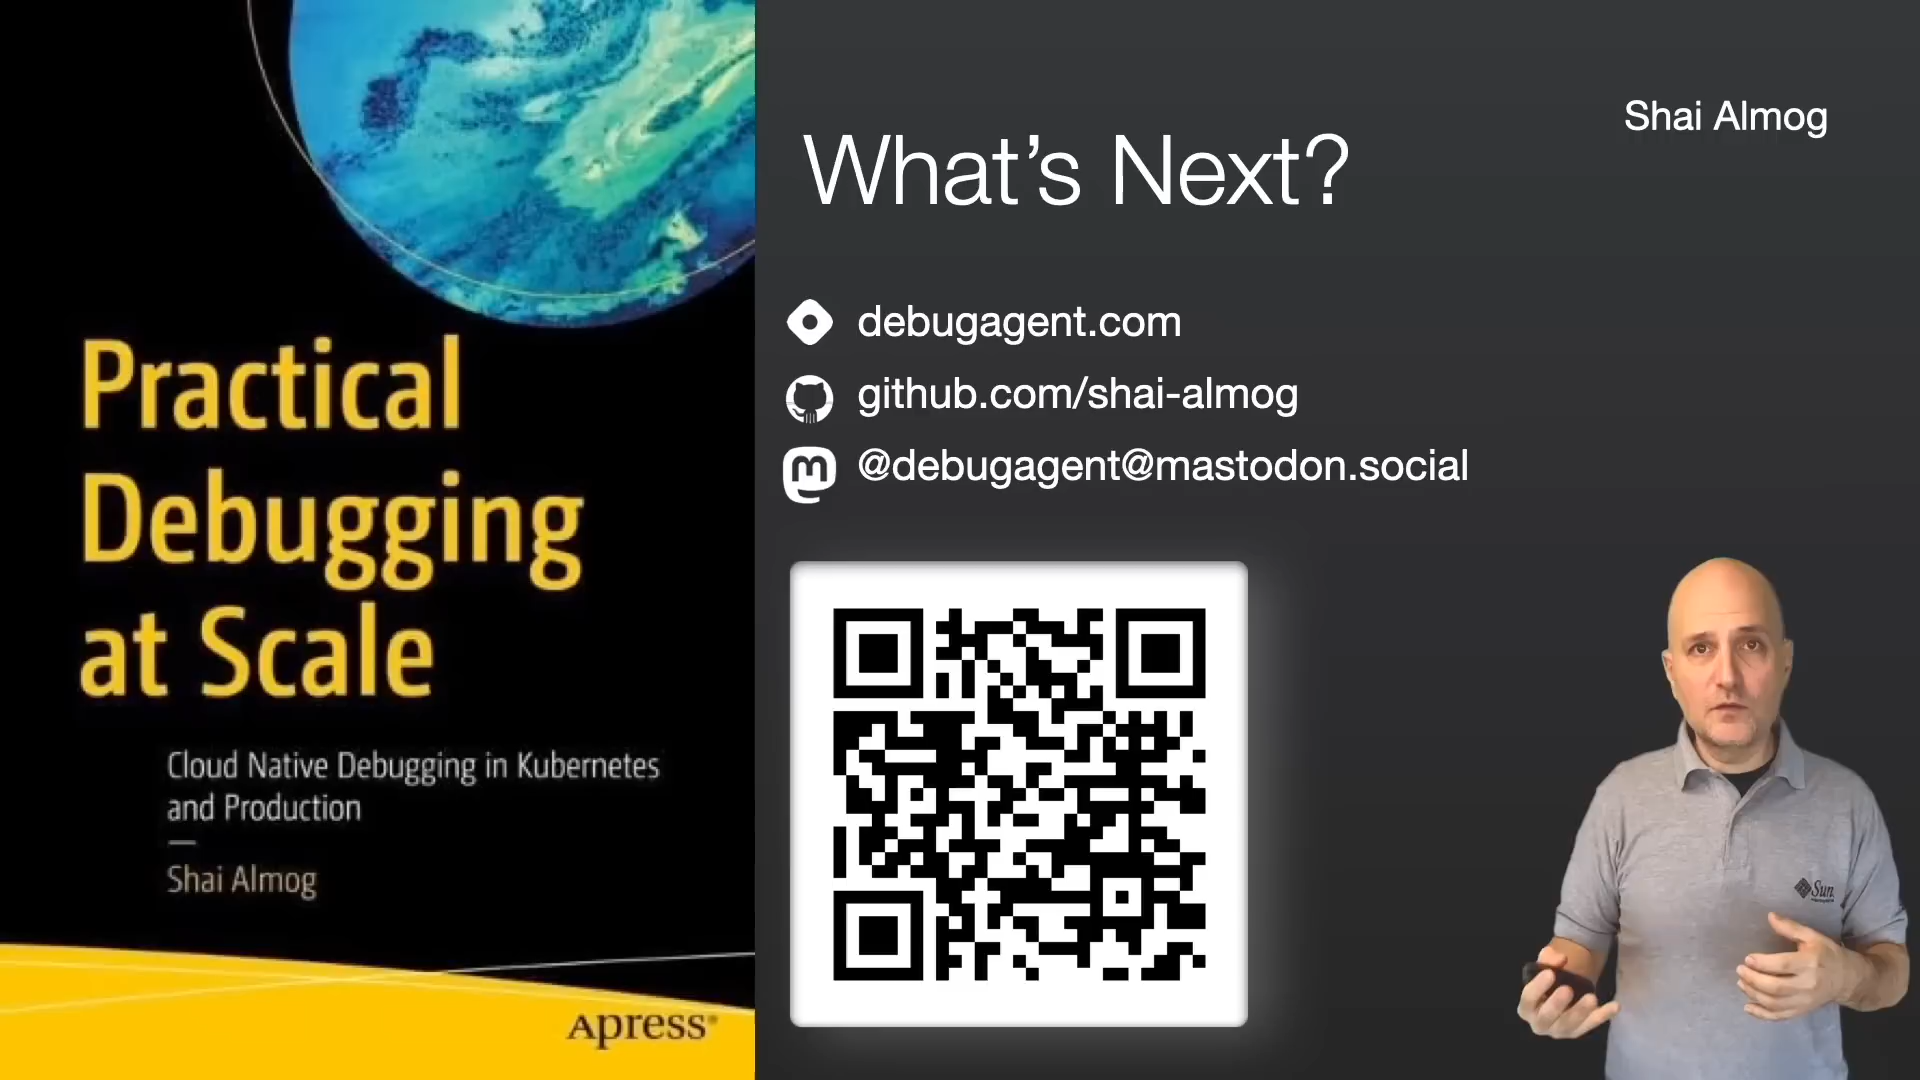 Practical
Debugging
at Scale
Cloud Native Debugging in Kubernetes
and Production
Shai Almog
Apress®
Shai Almog
What's Next?
debugagent.com
github.com/shai-almog
@debugagent@mastodon.social
Sun